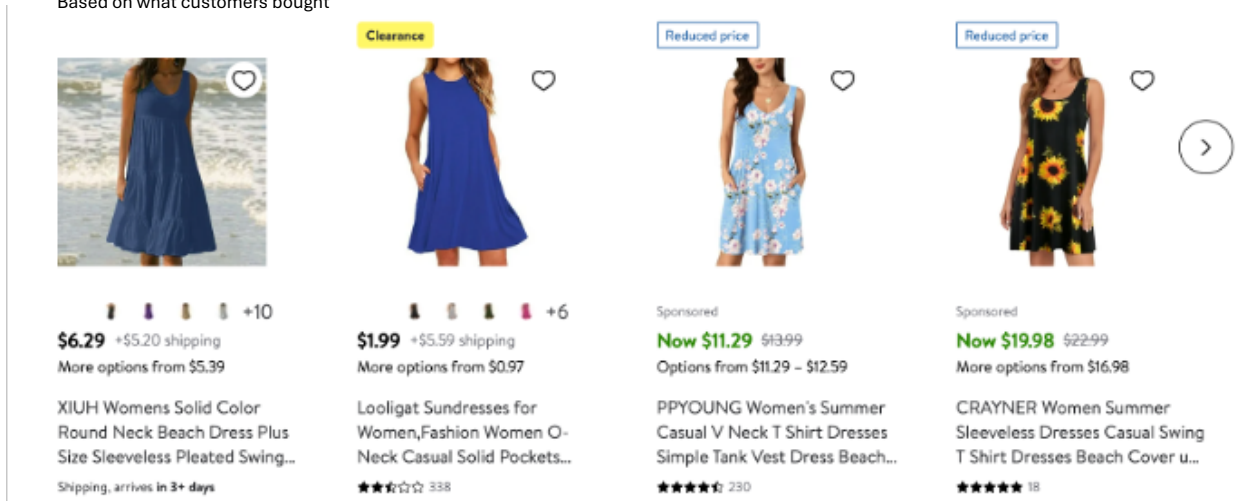 Based on what customers bought
Clearance
Reduced price
Reduced price
+10
$6.29 +$5.20 shipping
More options from $5.39
XIUH Womens Solid Color
Round Neck Beach Dress Plus
Size Sleeveless Pleated Swing...
Shipping, arrives in 3+ days
+6
$1.99 +$5.59 shipping
More options from $0.97
Looligat Sundresses for
Women,Fashion Women O-
Neck Casual Solid Pockets...
338
Sponsored
Now $11.29 $13.99
Options from $11.29 – $12.59
PPYOUNG Women's Summer
Casual V Neck T Shirt Dresses
Simple Tank Vest Dress Beach...
230
Sponsored
Now $19.98 $22.99
More options from $16.98
CRAYNER Women Summer
Sleeveless Dresses Casual Swing
T Shirt Dresses Beach Cover u...
18